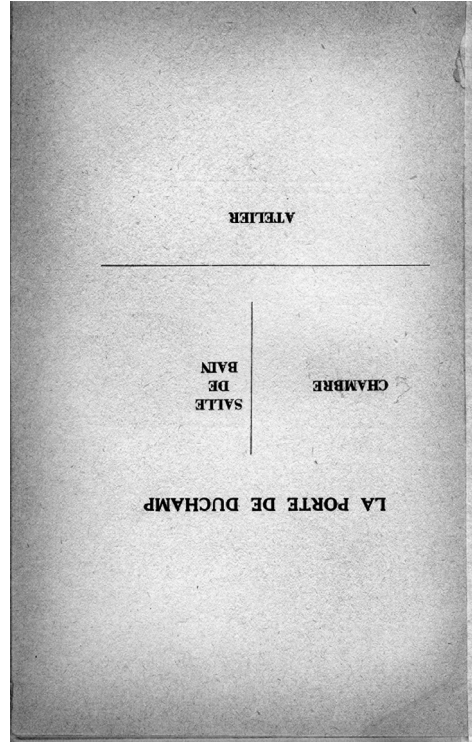 LA PORTE DE DUCHAMP
CHAMBRE
SALLE
DE
BAIN
ATELIER